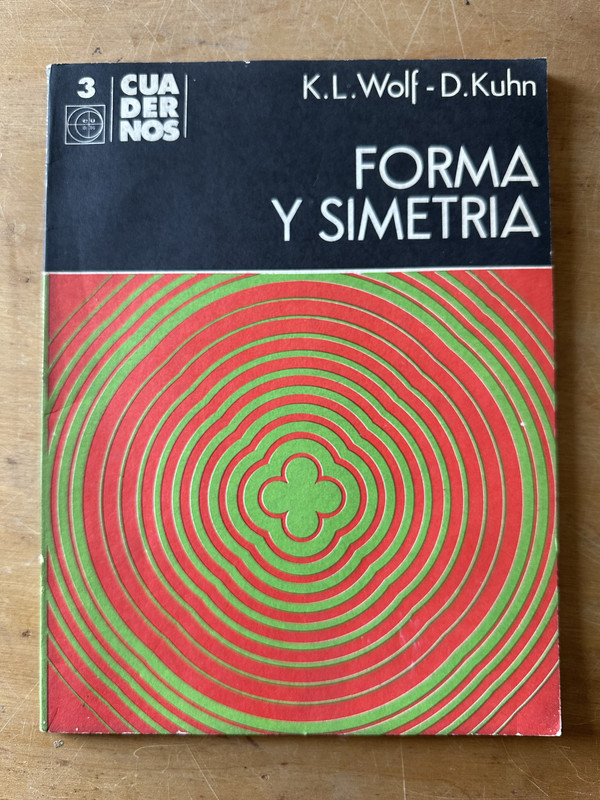 3
CUA
DER
NOS
K.L.Wolf - D.Kuhn
FORMA
Y SIMETRIA